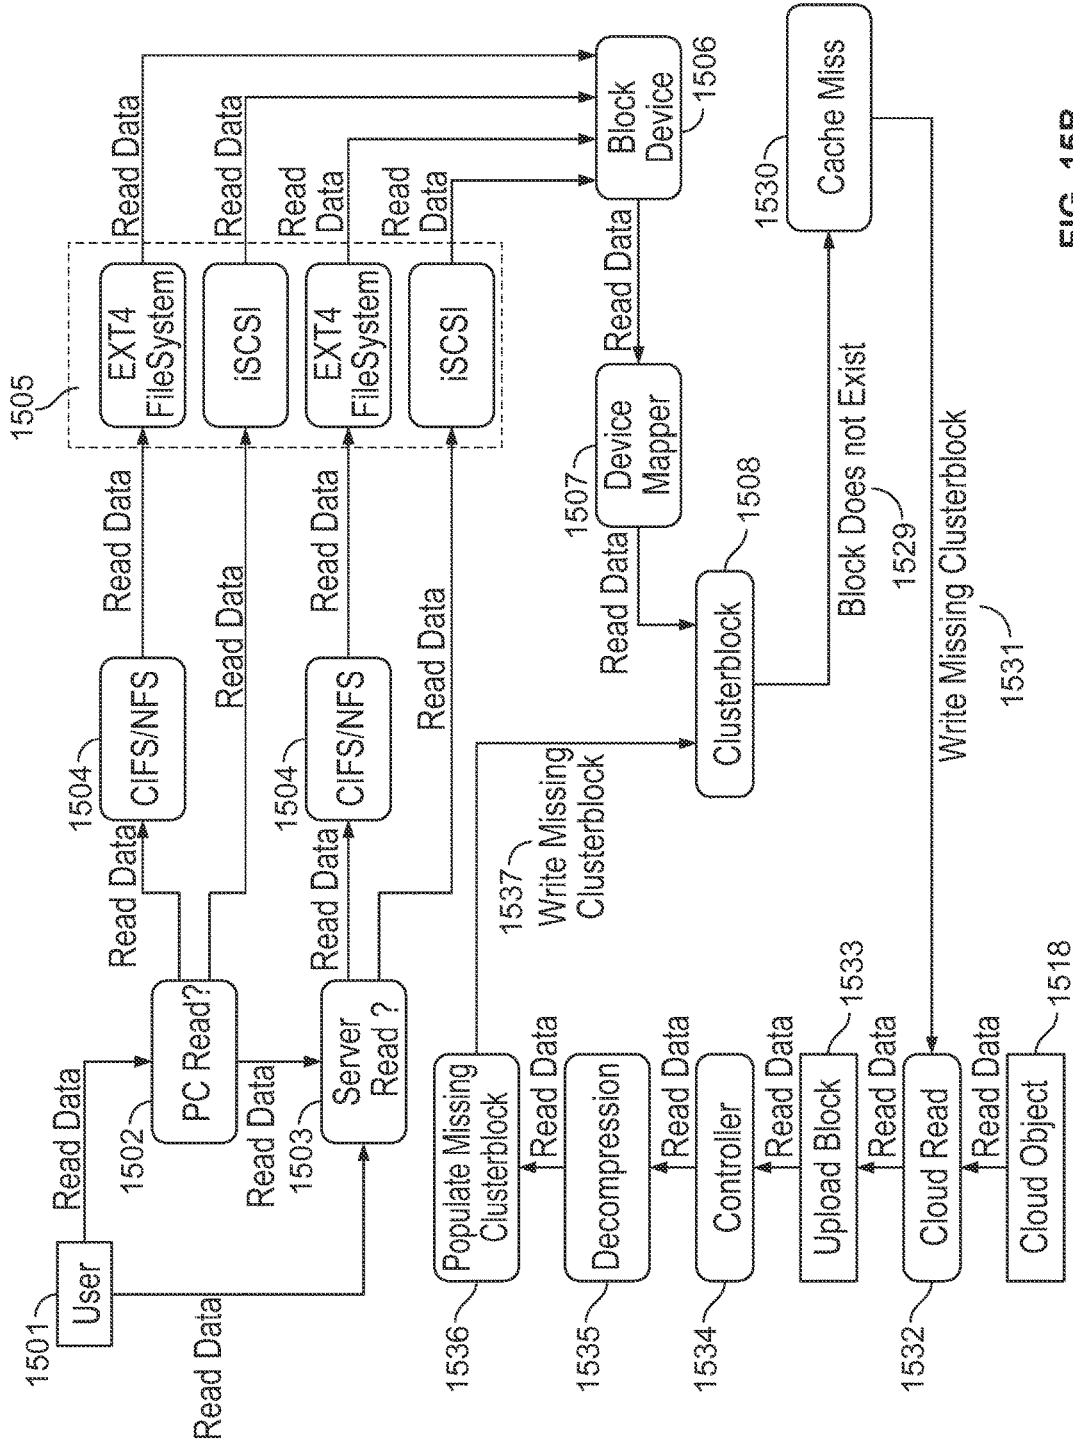 1501
User
Read Data
Read Data
1502
PC Read?
Read Data
1503
Server
Read ?
Read Data
1504
CIFS/NFS
Read Data
Read Data
Read Data
1504
CIFS/NFS
Read Data
Read Data
1505
EXT4
FileSystem
iSCSI
EXT4
FileSystem
iSCSI
Read Data
Read Data
Read
Data
Read
Data
Block
Device
1506
Read Data
1507
Device
Mapper
Read Data
Clusterblock
1508
Block Does not Exist
1529
1530
Cache Miss
Write Missing Clusterblock
1531
1537
Write Missing
Clusterblock
1536
Populate Missing
Clusterblock
Read Data
1535
Decompression
Read Data
1534
Controller
Read Data
Upload Block
1533
Read Data
1532
Cloud Read
Read Data
Cloud Object
1518
FIG. 15B